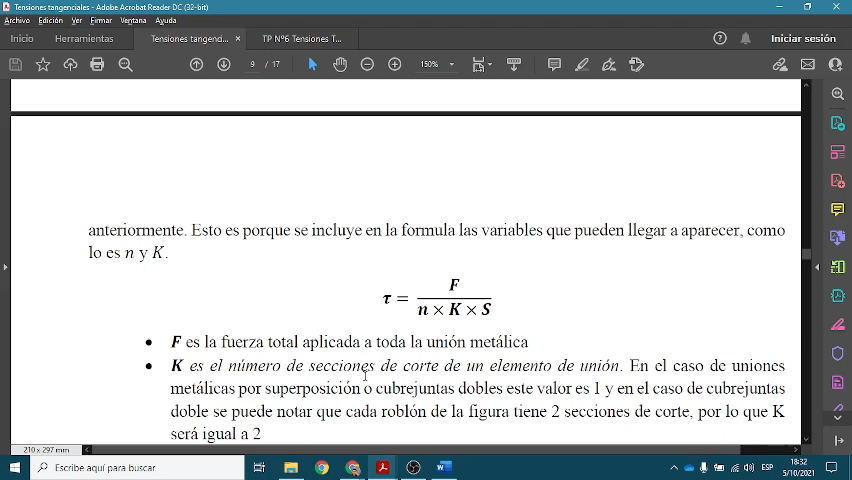 Tensiones tangenciales - Adobe Acrobat Reader DC (32-bit)
Archivo Edición Ver Firmar Ventana Ayuda
Inicio Herramientas Tensiones tangenci... × TP Nº6 Tensiones T... Iniciar sesión
9 / 17 150%
anteriormente. Esto es porque se incluye en la formula las variables que pueden llegar a aparecer, como
lo es n y K.
τ = F / n × K × S
• F es la fuerza total aplicada a toda la unión metálica
• K es el número de secciones de corte de un elemento de unión. En el caso de uniones
metálicas por superposición o cubrejuntas dobles este valor es 1 y en el caso de cubrejuntas
doble se puede notar que cada roblón de la figura tiene 2 secciones de corte, por lo que K
será igual a 2
210 x 297 mm
Escribe aquí para buscar
ESP
18:32
5/10/2021